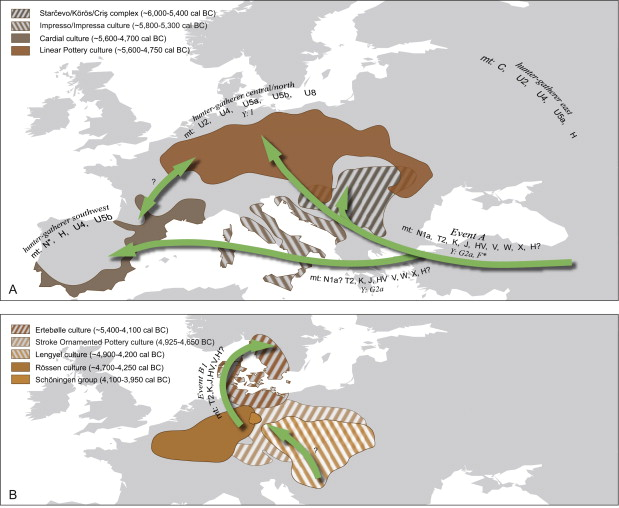 Starčevo/Körös/Criş complex (~6,000-5,400 cal BC)
Impresso/Impressa culture (~5,800-5,300 cal BC)
Cardial culture (~5,600-4,700 cal BC)
Linear Pottery culture (~5,600-4,750 cal BC)
hunter-gatherer central/north
mt: U2, U4, U5a, U5b, U8
Y: I
hunter-gatherer east
mt: C, U2, U4, U5a, H
?
hunter-gatherer southwest
mt: N*, H, U4, U5b
Event A
mt: N1a, T2, K, J, HV, V, W, X, H?
Y: G2a, F*
mt: N1a? T2, K, J, HV V, W, X, H?
Y: G2a
A
Ertebølle culture (~5,400-4,100 cal BC)
Stroke Ornamented Pottery culture (4,925-4,650 BC)
Lengyel culture (~4,900-4,200 cal BC)
Rössen culture (~4,700-4,250 cal BC)
Schöningen group (4,100-3,950 cal BC)
Event B1
mt: T2,K,J,HV,V,H?
?
B